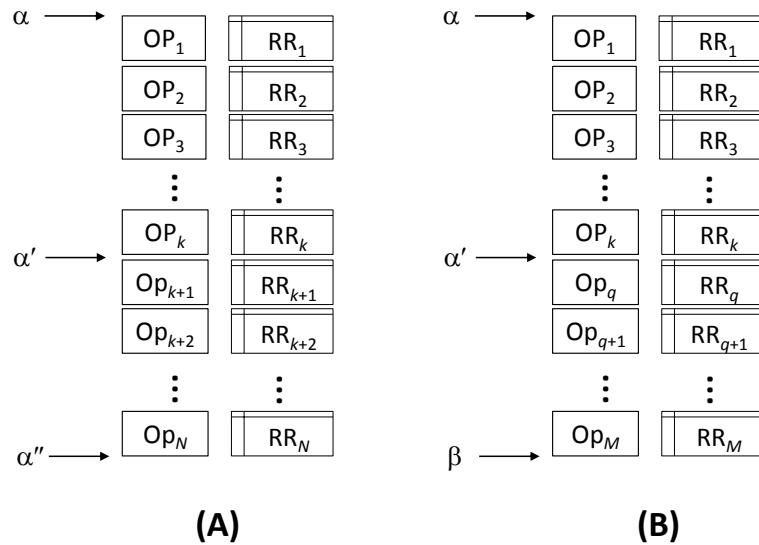 α OP1 RR1 α OP1 RR1
OP2 RR2 OP2 RR2
OP3 RR3 OP3 RR3
OPk RRk OPk RRk
α′ α′
Opk+1 RRk+1 Opq RRq
Opk+2 RRk+2 Opq+1 RRq+1
OpN RRN OpM RRM
α″ β
(A) (B)